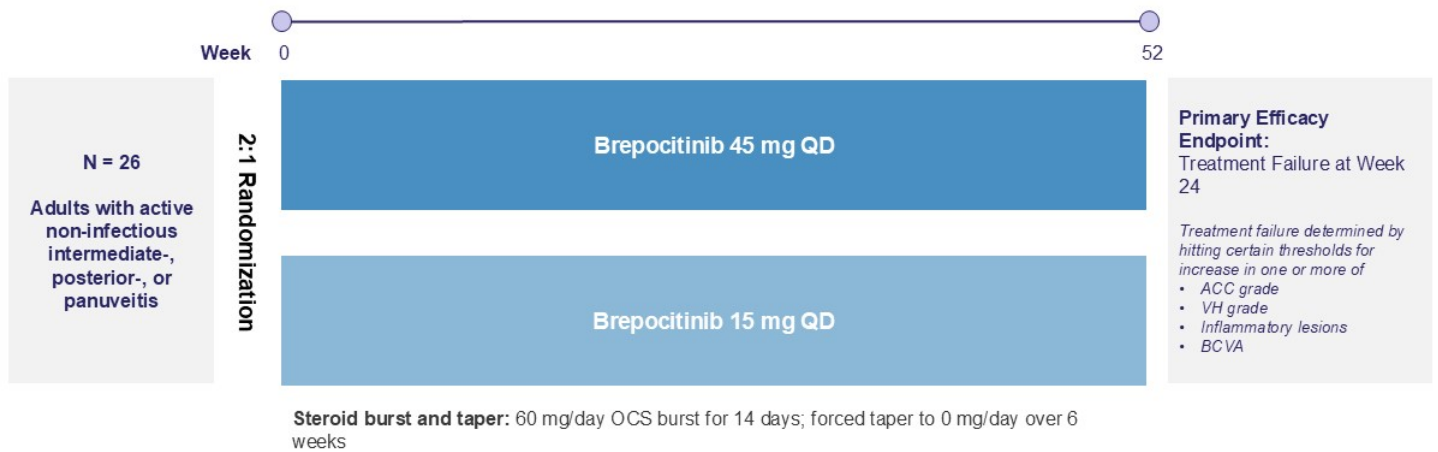 Week 0 52
N = 26
Adults with active
non-infectious
intermediate-,
posterior-, or
panuveitis
2:1 Randomization
Brepocitinib 45 mg QD
Brepocitinib 15 mg QD
Steroid burst and taper: 60 mg/day OCS burst for 14 days; forced taper to 0 mg/day over 6
weeks
Primary Efficacy
Endpoint:
Treatment Failure at Week
24
Treatment failure determined by
hitting certain thresholds for
increase in one or more of
• ACC grade
• VH grade
• Inflammatory lesions
• BCVA